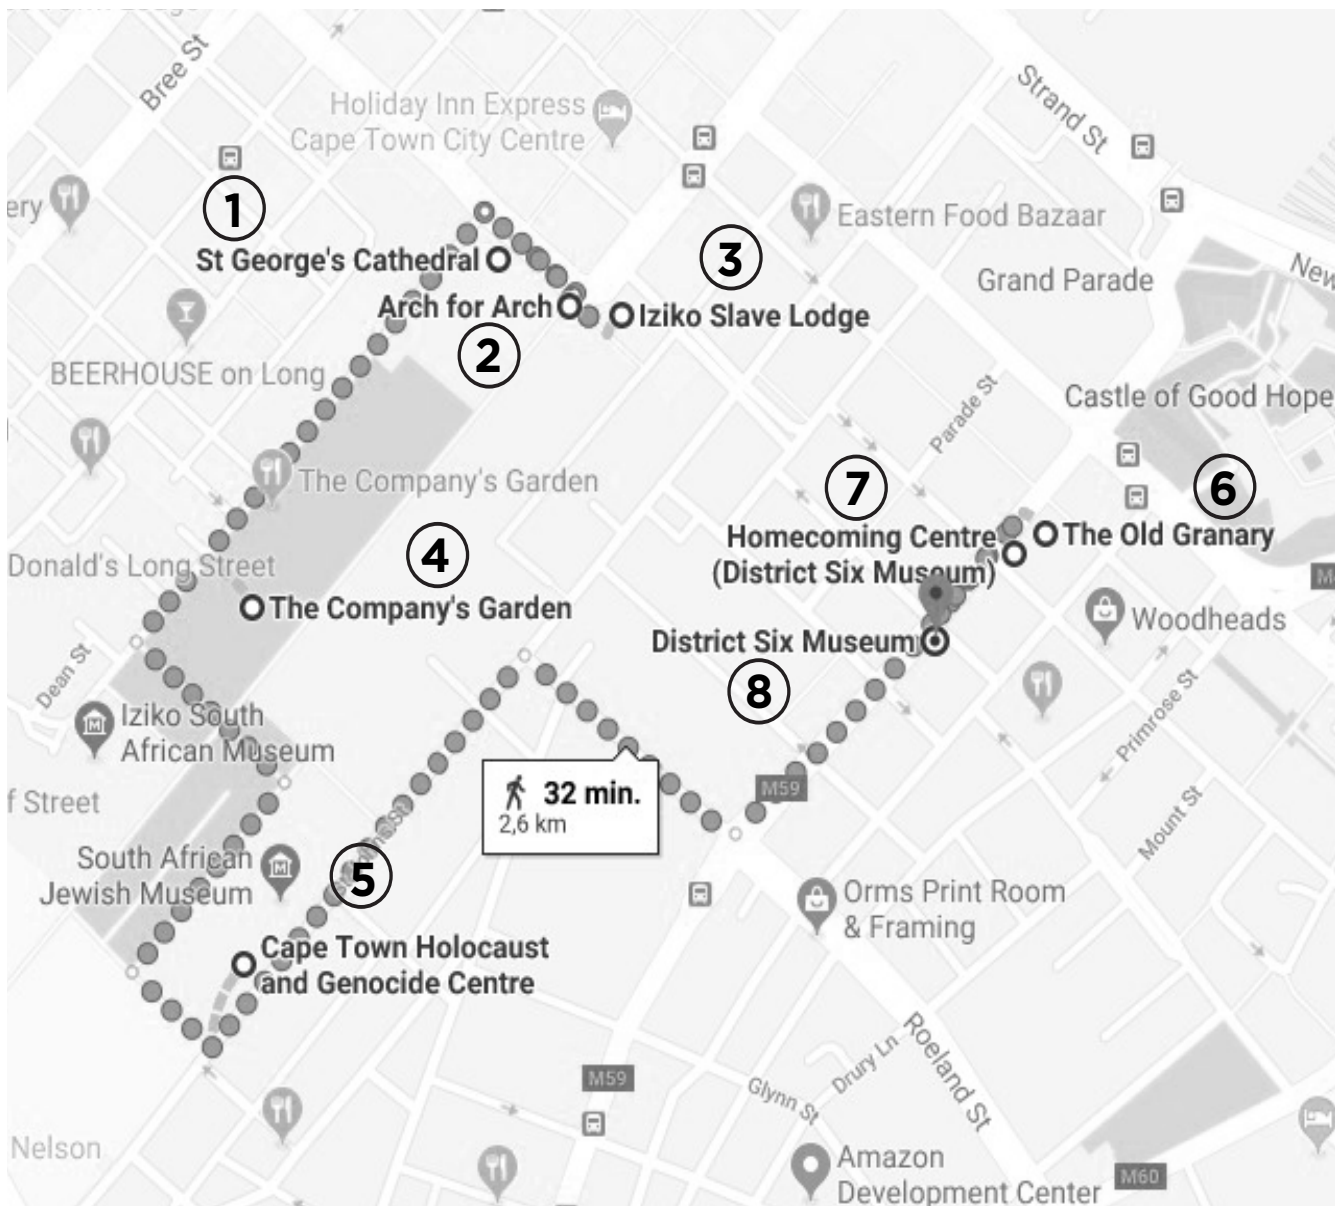 Bree St
Holiday Inn Express
Cape Town City Centre
Strand St
1
ery
Eastern Food Bazaar
St George's Cathedral
3
Grand Parade
New
Arch for Arch
Iziko Slave Lodge
2
BEERHOUSE on Long
Castle of Good Hope
Parade St
The Company's Garden
7
6
Homecoming Centre
(District Six Museum)
The Old Granary
4
Donald's Long Street
The Company's Garden
Woodheads
District Six Museum
8
Dean St
Iziko South
African Museum
Primrose St
32 min.
2,6 km
M59
f Street
Mount St
South African
Jewish Museum
5
Orms Print Room
& Framing
Cape Town Holocaust
and Genocide Centre
Roeland St
Drury Ln
Glynn St
M59
Nelson
Amazon
Development Center
M60